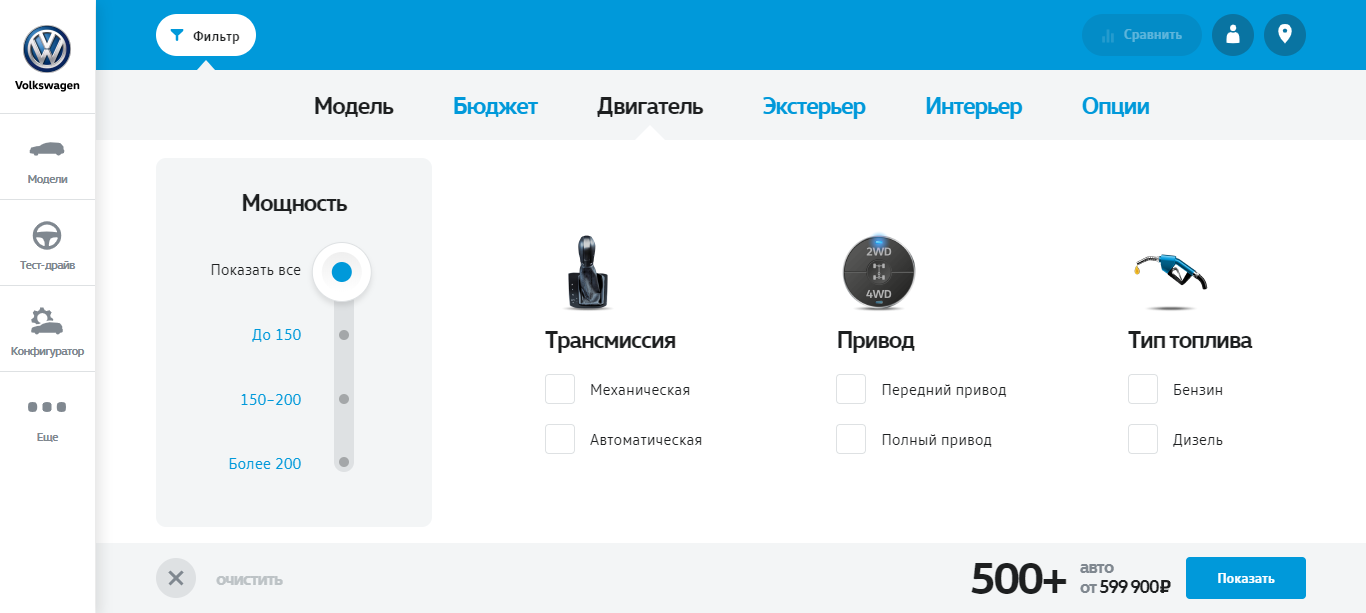 Volkswagen
Модели
Тест-драйв
Конфигуратор
Еще
Фильтр
Сравнить
Модель
Бюджет
Двигатель
Экстерьер
Интерьер
Опции
Мощность
Показать все
До 150
150–200
Более 200
2WD
4WD
Трансмиссия
Механическая
Автоматическая
Привод
Передний привод
Полный привод
Тип топлива
Бензин
Дизель
очистить
500+
авто
от 599 900₽
Показать